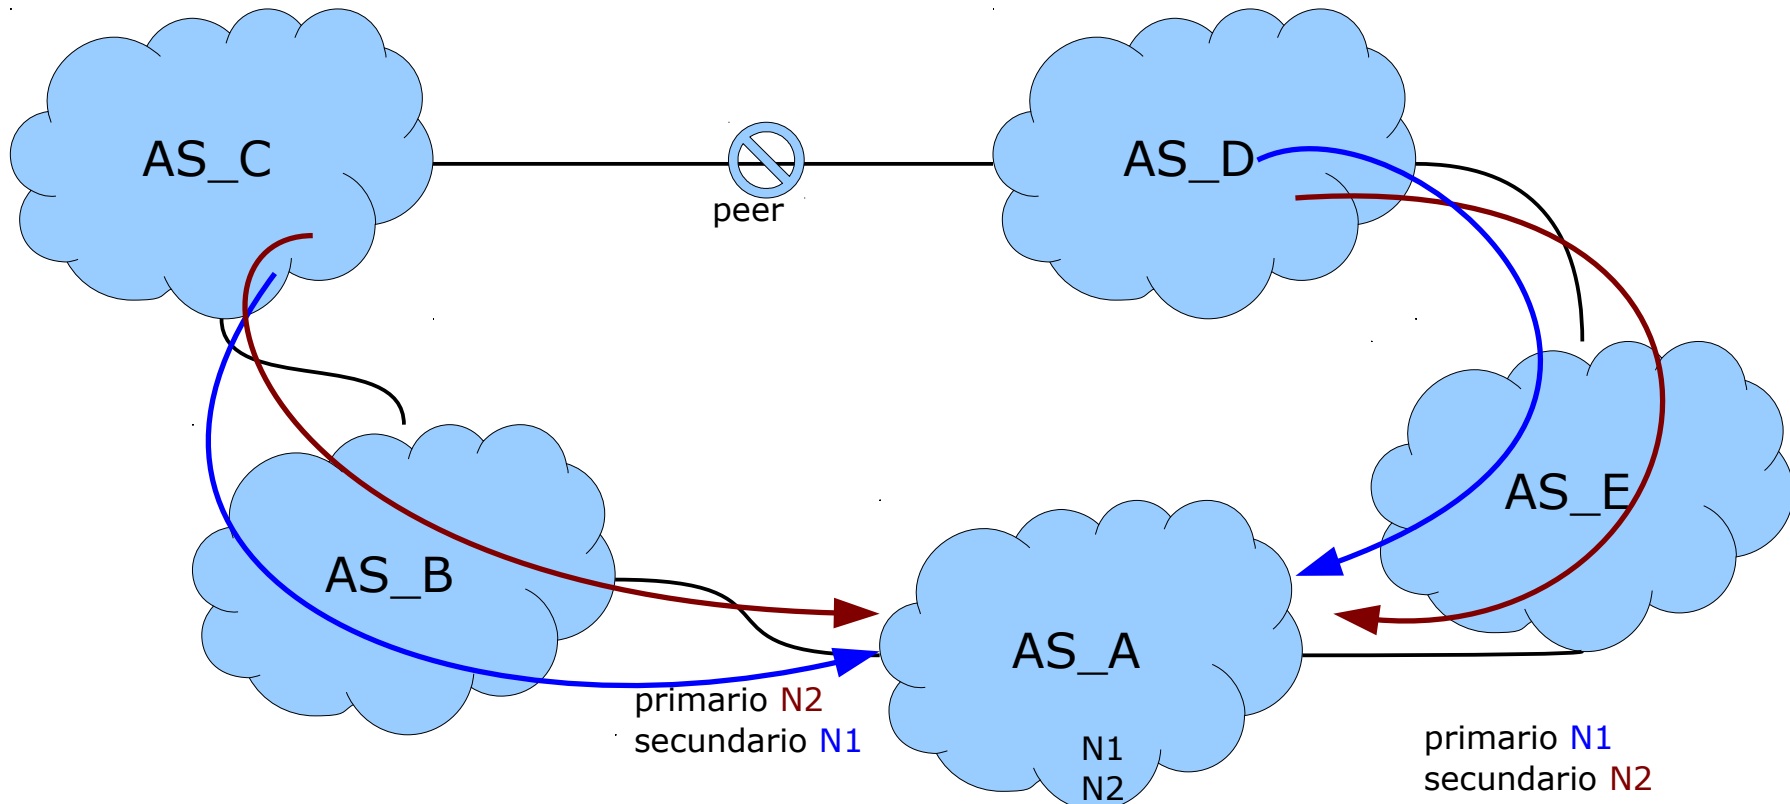 AS_C
AS_D
peer
AS_E
AS_B
AS_A
primario N2
secundario N1
N1
N2
primario N1
secundario N2